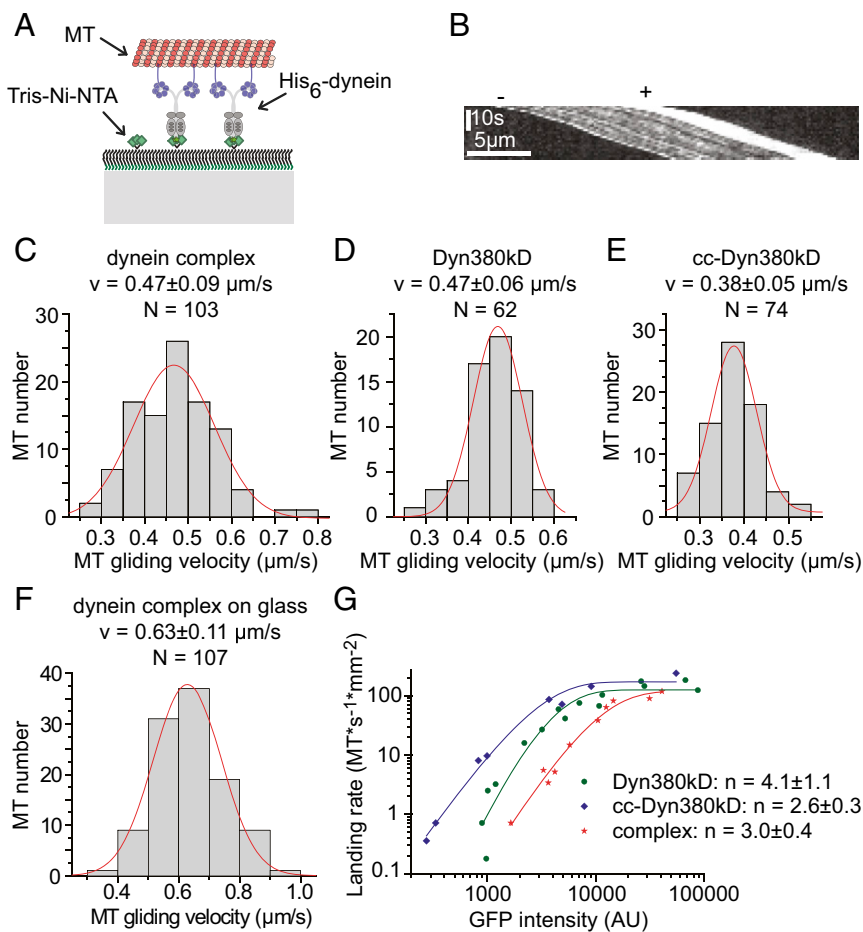 A
MT
Tris-Ni-NTA
His6-dynein
B
- +
10s
5µm
C
dynein complex
v = 0.47±0.09 µm/s
N = 103
30
20
10
0
MT number
0.3 0.4 0.5 0.6 0.7 0.8
MT gliding velocity (µm/s)
D
Dyn380kD
v = 0.47±0.06 µm/s
N = 62
20
15
10
5
0
MT number
0.3 0.4 0.5 0.6
MT gliding velocity (µm/s)
E
cc-Dyn380kD
v = 0.38±0.05 µm/s
N = 74
30
20
10
0
MT number
0.3 0.4 0.5
MT gliding velocity (µm/s)
F
dynein complex on glass
v = 0.63±0.11 µm/s
N = 107
40
30
20
10
0
MT number
0.4 0.6 0.8 1.0
MT gliding velocity (µm/s)
G
Landing rate (MT*s-1*mm-2)
100
10
1
0.1
Dyn380kD: n = 4.1±1.1
cc-Dyn380kD: n = 2.6±0.3
complex: n = 3.0±0.4
1000 10000 100000
GFP intensity (AU)